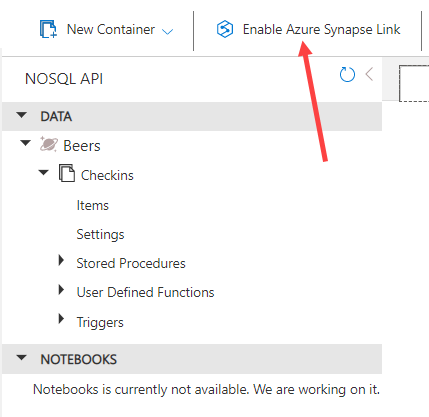 New Container
Enable Azure Synapse Link
NOSQL API
DATA
Beers
Checkins
Items
Settings
Stored Procedures
User Defined Functions
Triggers
NOTEBOOKS
Notebooks is currently not available. We are working on it.